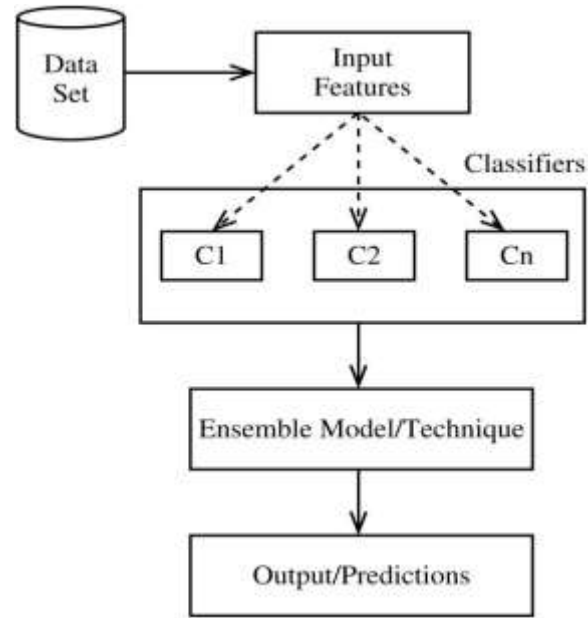 Data
Set
Input
Features
Classifiers
C1
C2
Cn
Ensemble Model/Technique
Output/Predictions